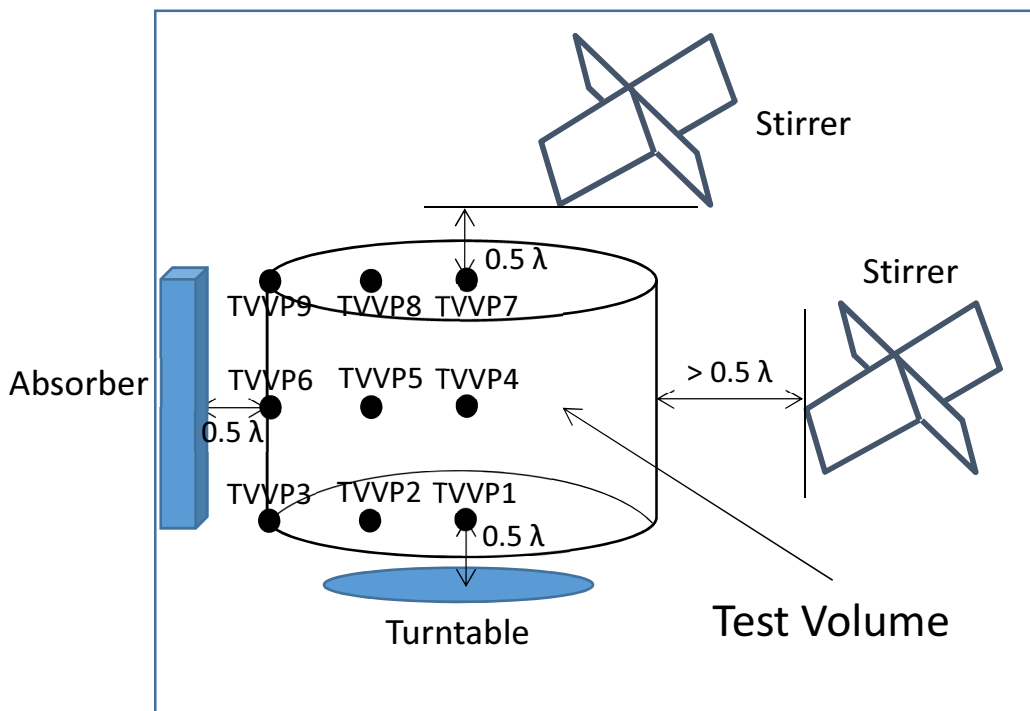 Stirrer
0.5 λ
Stirrer
TVVP9 TVVP8 TVVP7
Absorber
TVVP6 TVVP5 TVVP4
> 0.5 λ
0.5 λ
TVVP3 TVVP2 TVVP1
0.5 λ
Turntable
Test Volume